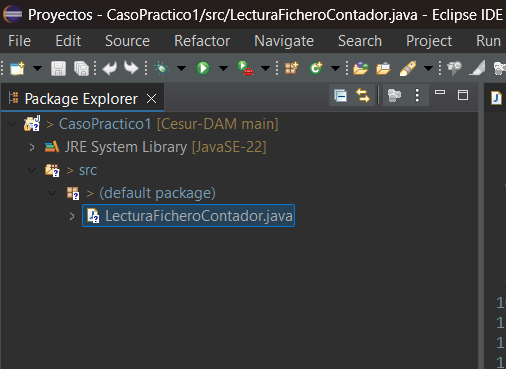 Proyectos - CasoPractico1/src/LecturaFicheroContador.java - Eclipse IDE
File Edit Source Refactor Navigate Search Project Run
Package Explorer
> CasoPractico1 [Cesur-DAM main]
JRE System Library [JavaSE-22]
> src
> (default package)
LecturaFicheroContador.java